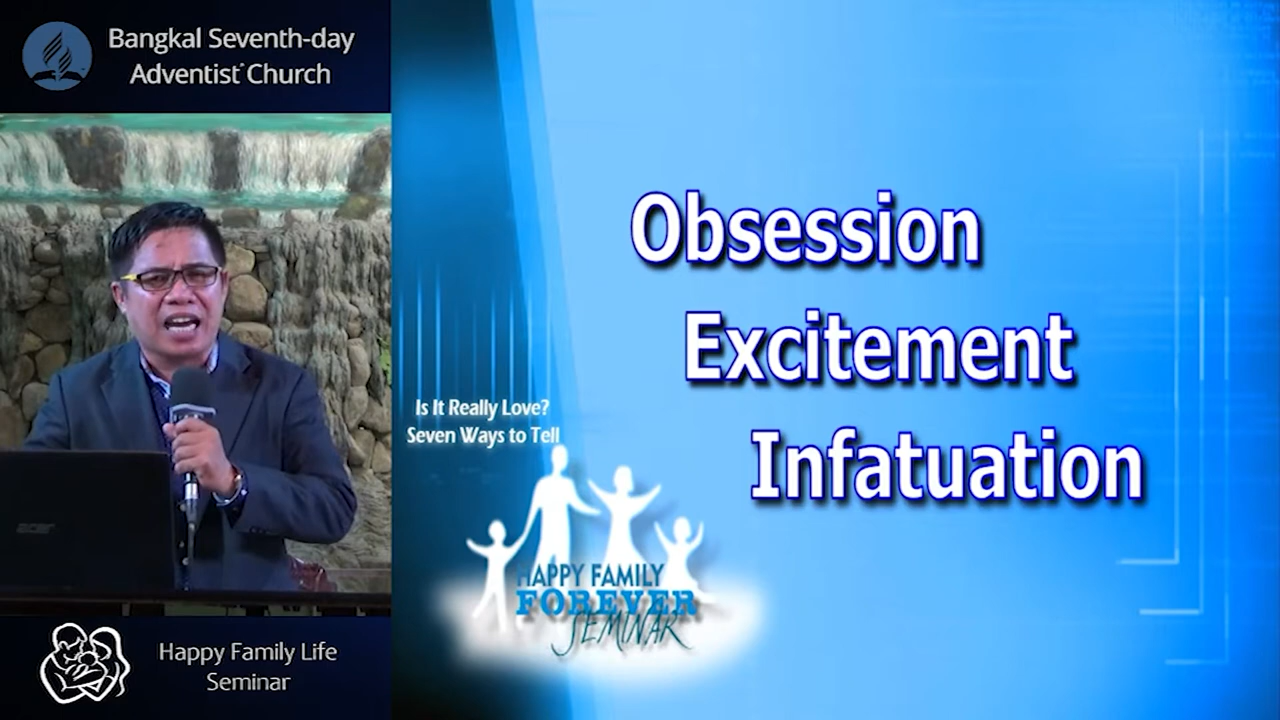 Bangkal Seventh-day
Adventist Church
Obsession
Excitement
Infatuation
Is It Really Love?
Seven Ways to Tell
HAPPY FAMILY
FOREVER
SEMINAR
acer
Happy Family Life
Seminar